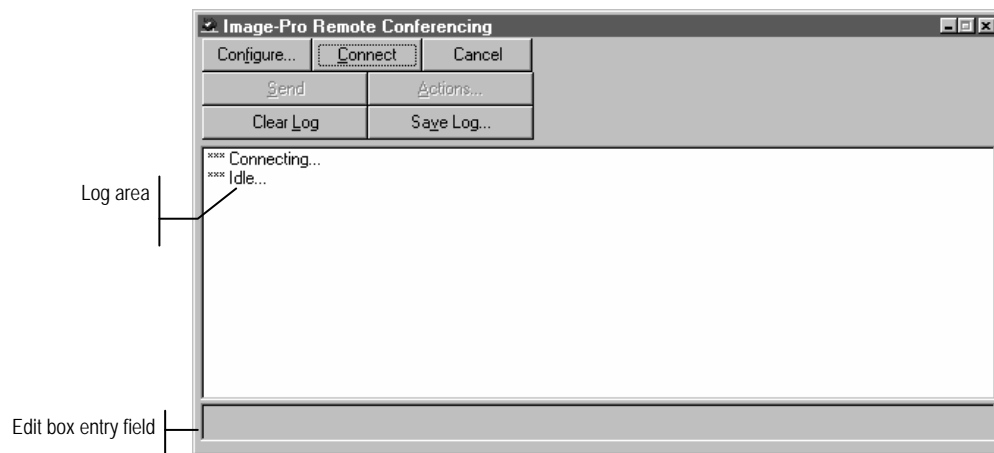 Image-Pro Remote Conferencing
Configure... Connect Cancel
Send Actions...
Clear Log Save Log...
*** Connecting...
*** Idle...
Log area
Edit box entry field